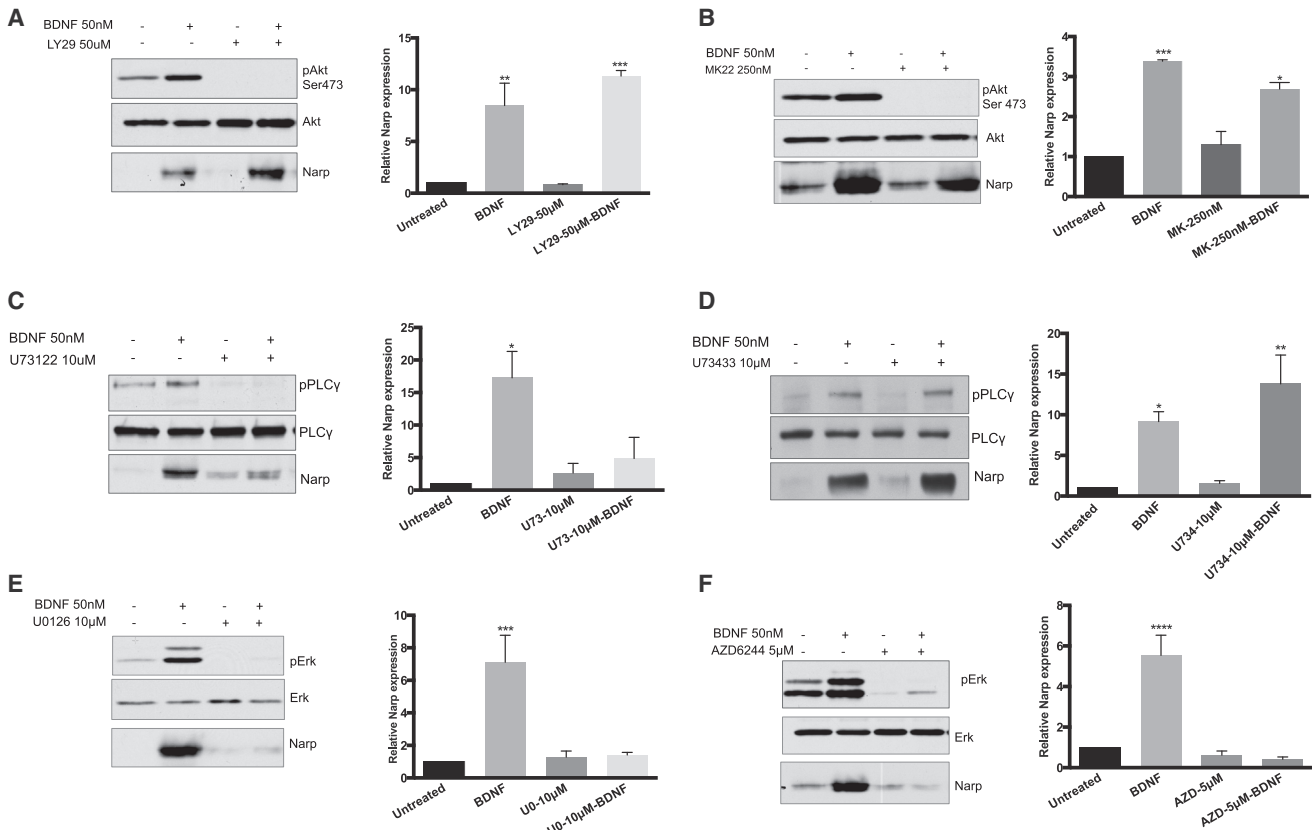 A
BDNF 50nM - + - +
LY29 50uM - - + +
pAkt
Ser473
Akt
Narp
Relative Narp expression
15
10
5
0
**
***
Untreated
BDNF
LY29-50µM
LY29-50µM-BDNF
B
BDNF 50nM - + - +
MK22 250nM - - + +
pAkt
Ser 473
Akt
Narp
Relative Narp expression
4
3
2
1
0
***
*
Untreated
BDNF
MK-250nM
MK-250nM-BDNF
C
BDNF 50nM - + - +
U73122 10uM - - + +
pPLCγ
PLCγ
Narp
Relative Narp expression
25
20
15
10
5
0
*
Untreated
BDNF
U73-10µM
U73-10µM-BDNF
D
BDNF 50nM - + - +
U73433 10µM - - + +
pPLCγ
PLCγ
Narp
Relative Narp expression
20
15
10
5
0
*
**
Untreated
BDNF
U734-10µM
U734-10µM-BDNF
E
BDNF 50nM - + - +
U0126 10µM - - + +
pErk
Erk
Narp
Relative Narp expression
10
8
6
4
2
0
***
Untreated
BDNF
U0-10µM
U0-10µM-BDNF
F
BDNF 50nM - + - +
AZD6244 5µM - - + +
pErk
Erk
Narp
Relative Narp expression
8
6
4
2
0
****
Untreated
BDNF
AZD-5µM
AZD-5µM-BDNF